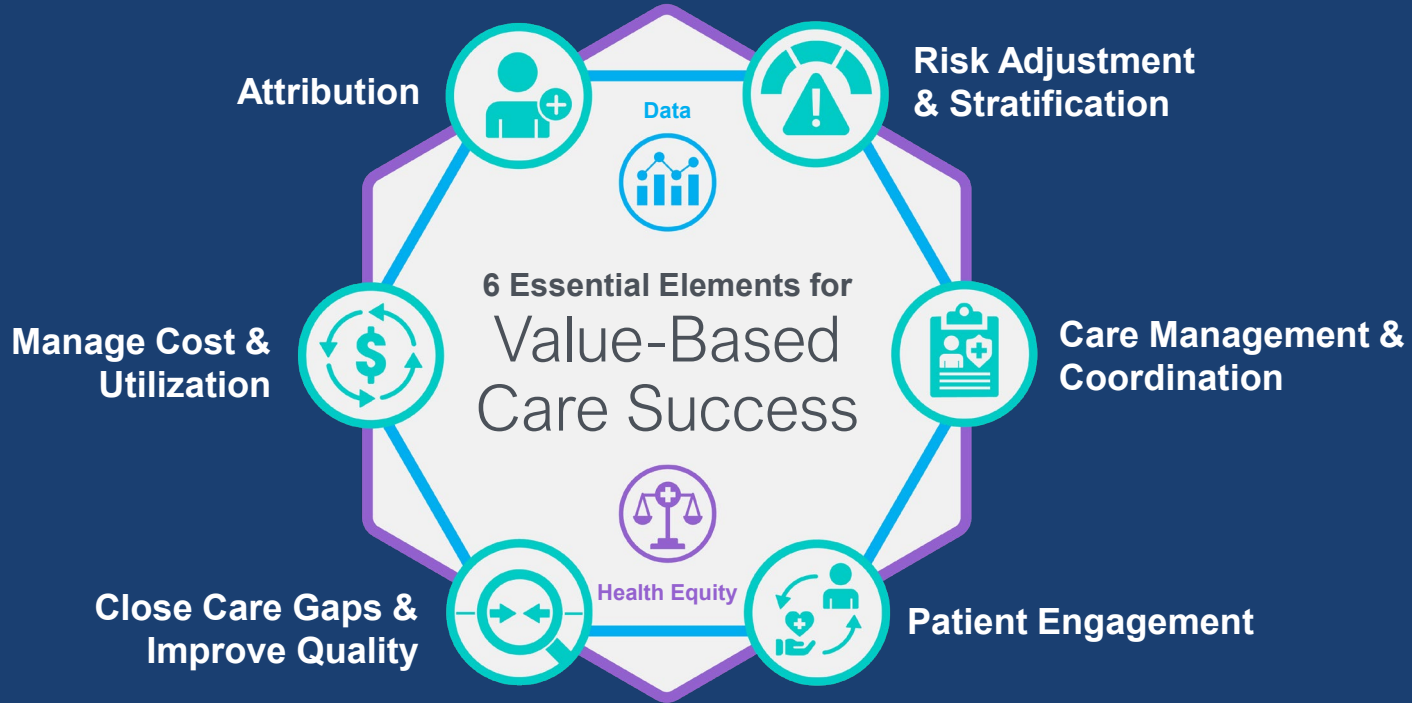 Attribution
Risk Adjustment
& Stratification
Data
6 Essential Elements for
Value-Based
Care Success
Manage Cost &
Utilization
Care Management &
Coordination
Health Equity
Close Care Gaps &
Improve Quality
Patient Engagement